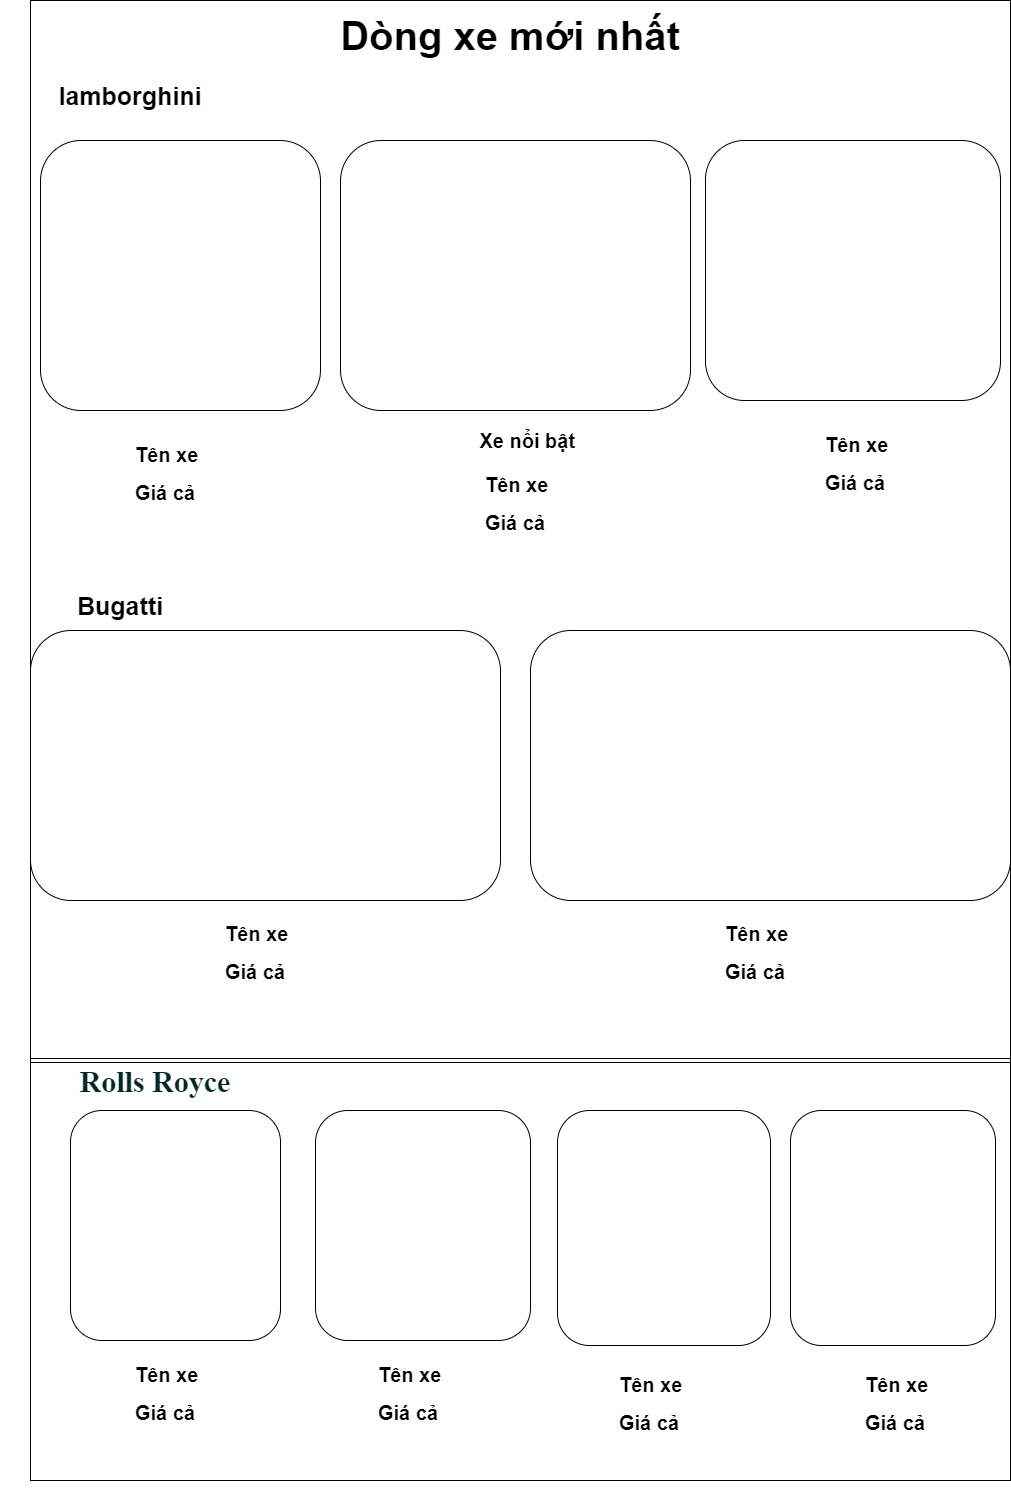 Dòng xe mới nhất
lamborghini
Tên xe
Giá cả
Xe nổi bật
Tên xe
Giá cả
Tên xe
Giá cả
Bugatti
Tên xe
Giá cả
Tên xe
Giá cả
Rolls Royce
Tên xe
Giá cả
Tên xe
Giá cả
Tên xe
Giá cả
Tên xe
Giá cả